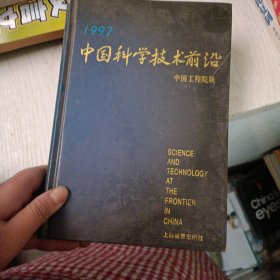 1997
中国科学技术前沿
中国工程院版
SCIENCE
AND
TECHNOLOGY
AT
THE
FRONTIER
IN
CHINA
上海教育出版社